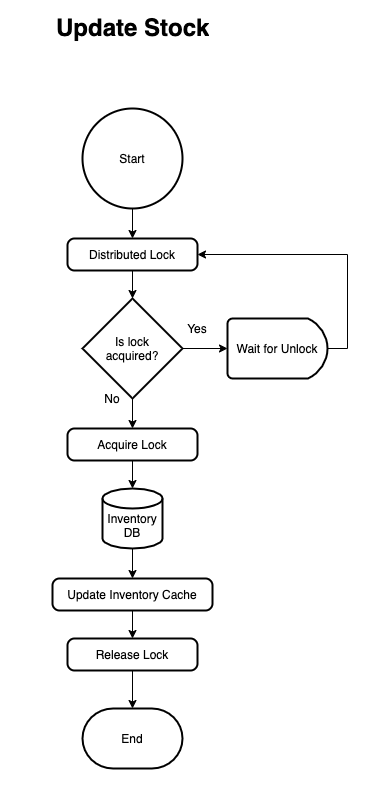 Update Stock
Start
Distributed Lock
Is lock
acquired?
Yes
Wait for Unlock
No
Acquire Lock
Inventory
DB
Update Inventory Cache
Release Lock
End